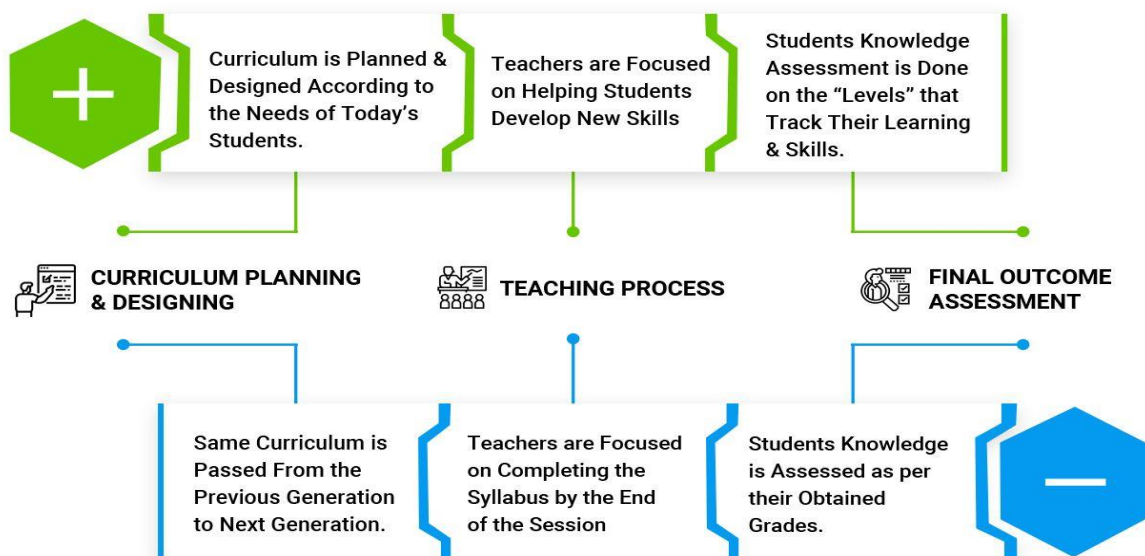 Curriculum is Planned &
Designed According to
the Needs of Today's
Students.
Teachers are Focused
on Helping Students
Develop New Skills
Students Knowledge
Assessment is Done
on the “Levels” that
Track Their Learning
& Skills.
CURRICULUM PLANNING
& DESIGNING
TEACHING PROCESS
FINAL OUTCOME
ASSESSMENT
Same Curriculum is
Passed From the
Previous Generation
to Next Generation.
Teachers are Focused
on Completing the
Syllabus by the End
of the Session
Students Knowledge
is Assessed as per
their Obtained
Grades.